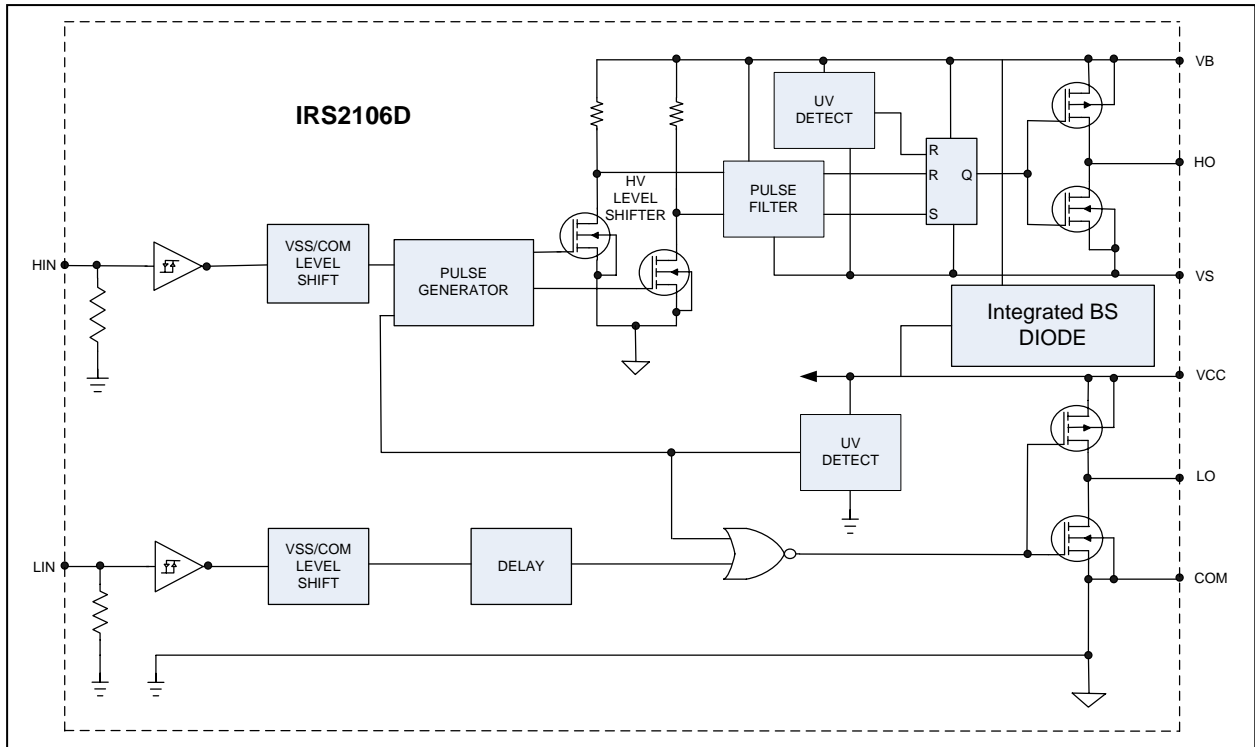 IRS2106D
VB
UV
DETECT
R
R
Q
S
HO
HV
LEVEL
SHIFTER
PULSE
FILTER
HIN
VSS/COM
LEVEL
SHIFT
PULSE
GENERATOR
VS
Integrated BS
DIODE
VCC
UV
DETECT
LO
LIN
VSS/COM
LEVEL
SHIFT
DELAY
COM